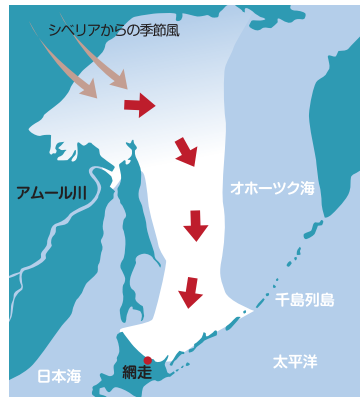 シベリアからの季節風
アムール川
オホーツク海
千島列島
太平洋
網走
日本海